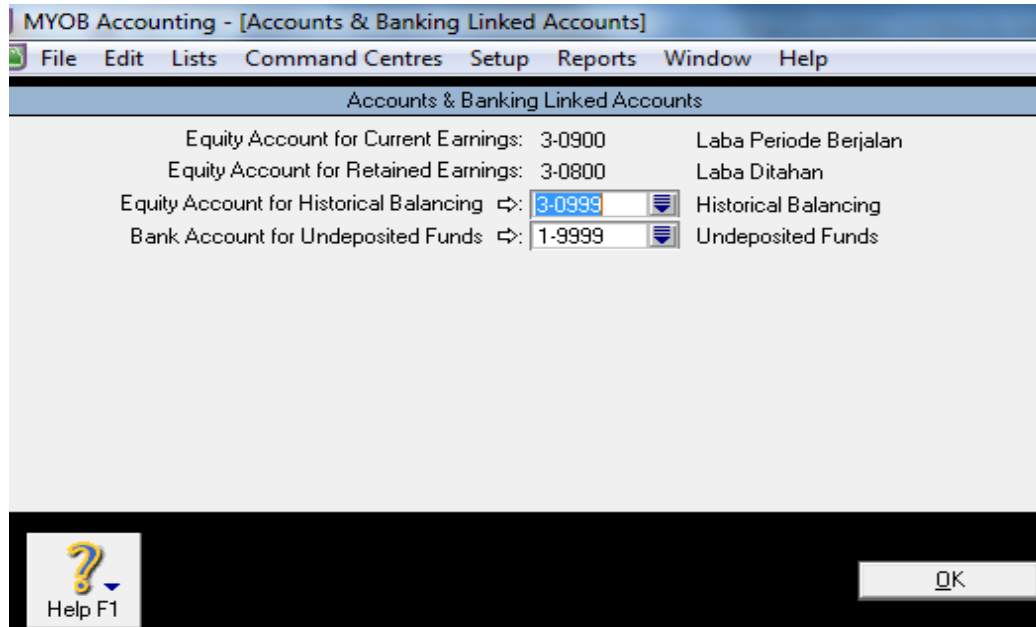 MYOB Accounting - [Accounts & Banking Linked Accounts]
File Edit Lists Command Centres Setup Reports Window Help
Accounts & Banking Linked Accounts
Equity Account for Current Earnings: 3-0900 Laba Periode Berjalan
Equity Account for Retained Earnings: 3-0800 Laba Ditahan
Equity Account for Historical Balancing ⇨: 3-0999 Historical Balancing
Bank Account for Undeposited Funds ⇨: 1-9999 Undeposited Funds
?
Help F1
OK